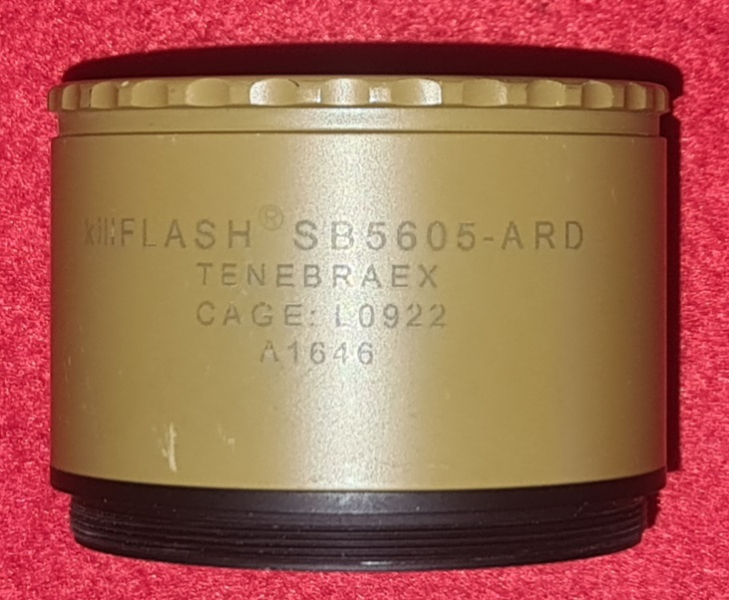 killFLASH® SB5605-ARD
TENEBRAEX
CAGE: L0922
A1646